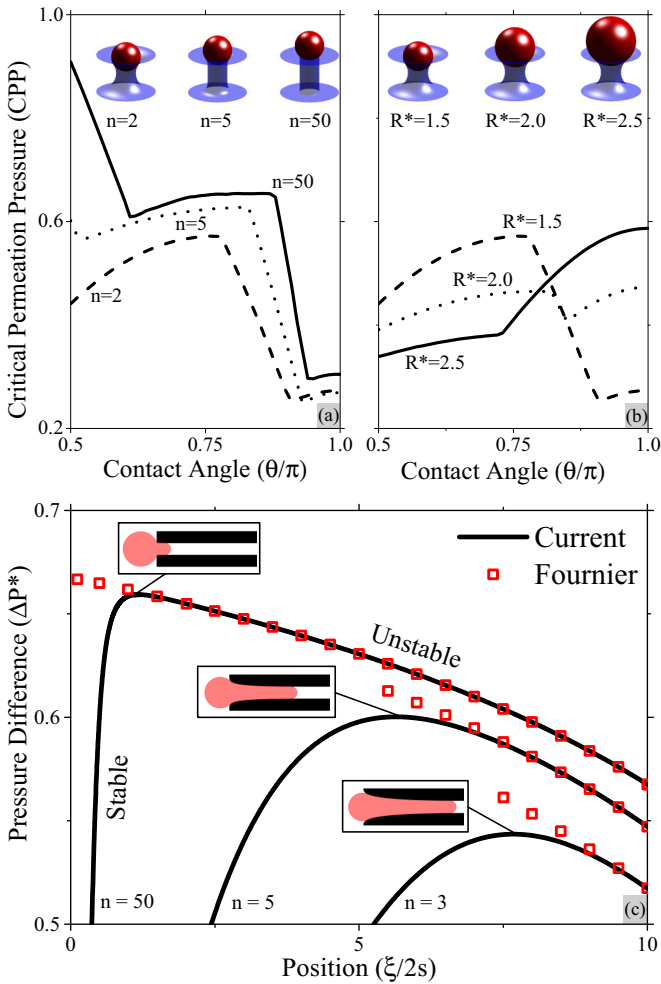 Critical Permeation Pressure (CPP)
1.0
0.6
0.2
n=2
n=5
n=50
n=50
n=5
n=2
(a)
0.5
0.75
1.0
Contact Angle (θ/π)
R*=1.5
R*=2.0
R*=2.5
R*=1.5
R*=2.0
R*=2.5
(b)
0.5
0.75
1.0
Contact Angle (θ/π)
Pressure Difference (ΔP*)
0.7
0.6
0.5
Current
Fournier
Unstable
Stable
n = 50
n = 5
n = 3
(c)
0
5
10
Position (ξ/2s)